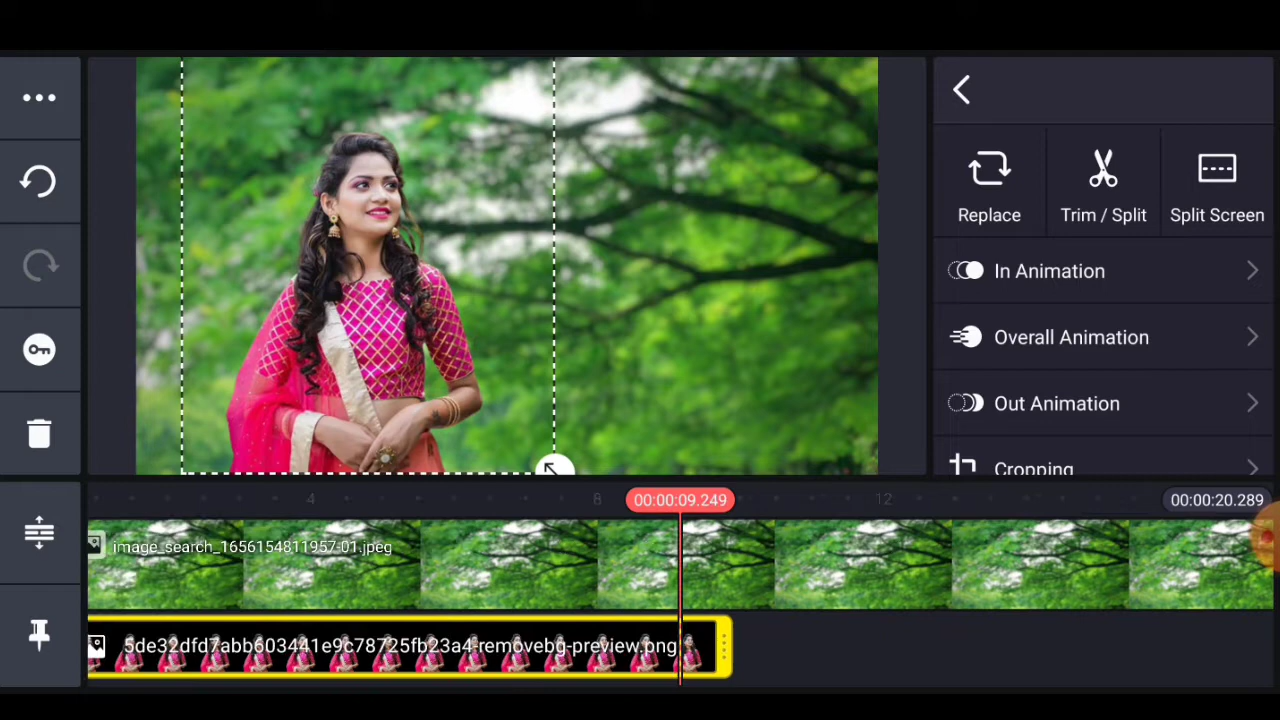 Replace
Trim / Split
Split Screen
In Animation
Overall Animation
Out Animation
Cropping
4
8
00:00:09.249
12
00:00:20.289
image_search_1656154811957-01.jpeg
5de32dfd7abb603441e9c78725fb23a4-removebg-preview.png